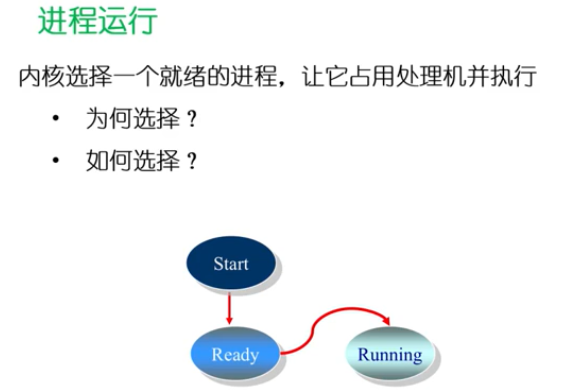 进程运行
内核选择一个就绪的进程，让它占用处理机并执行
• 为何选择？
• 如何选择？
Start
Ready
Running